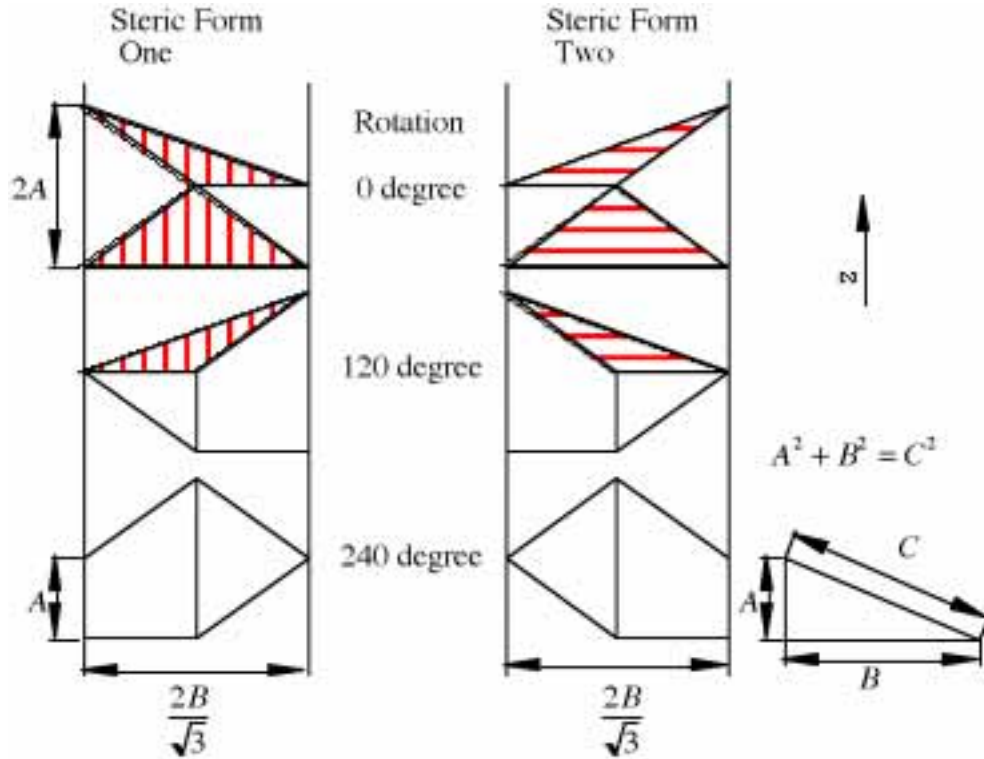 Steric Form
One
Steric Form
Two
Rotation
2A
0 degree
z
120 degree
A² + B² = C²
240 degree
A
A
C
B
2B
√3
2B
√3